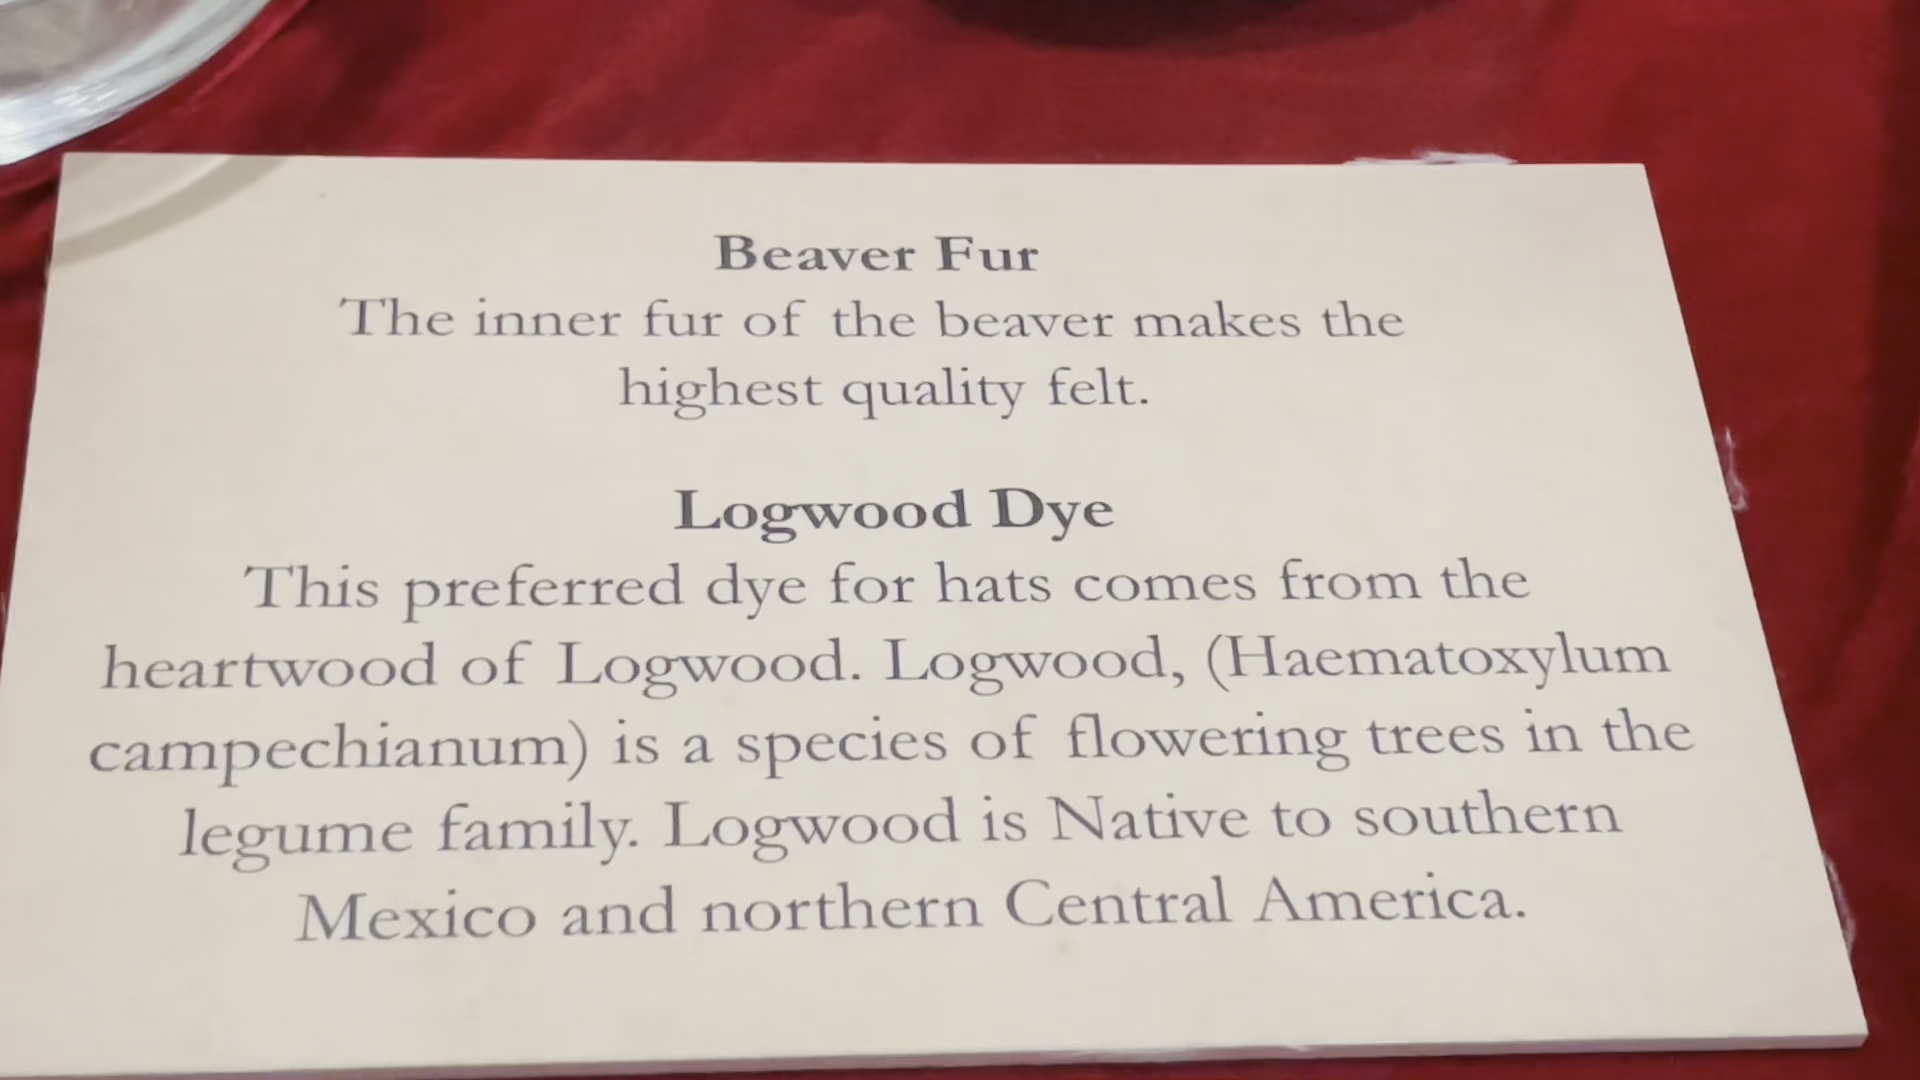 Beaver Fur
The inner fur of the beaver makes the
highest quality felt.
Logwood Dye
This preferred dye for hats comes from the
heartwood of Logwood. Logwood, (Haematoxylum
campechianum) is a species of flowering trees in the
legume family. Logwood is Native to southern
Mexico and northern Central America.